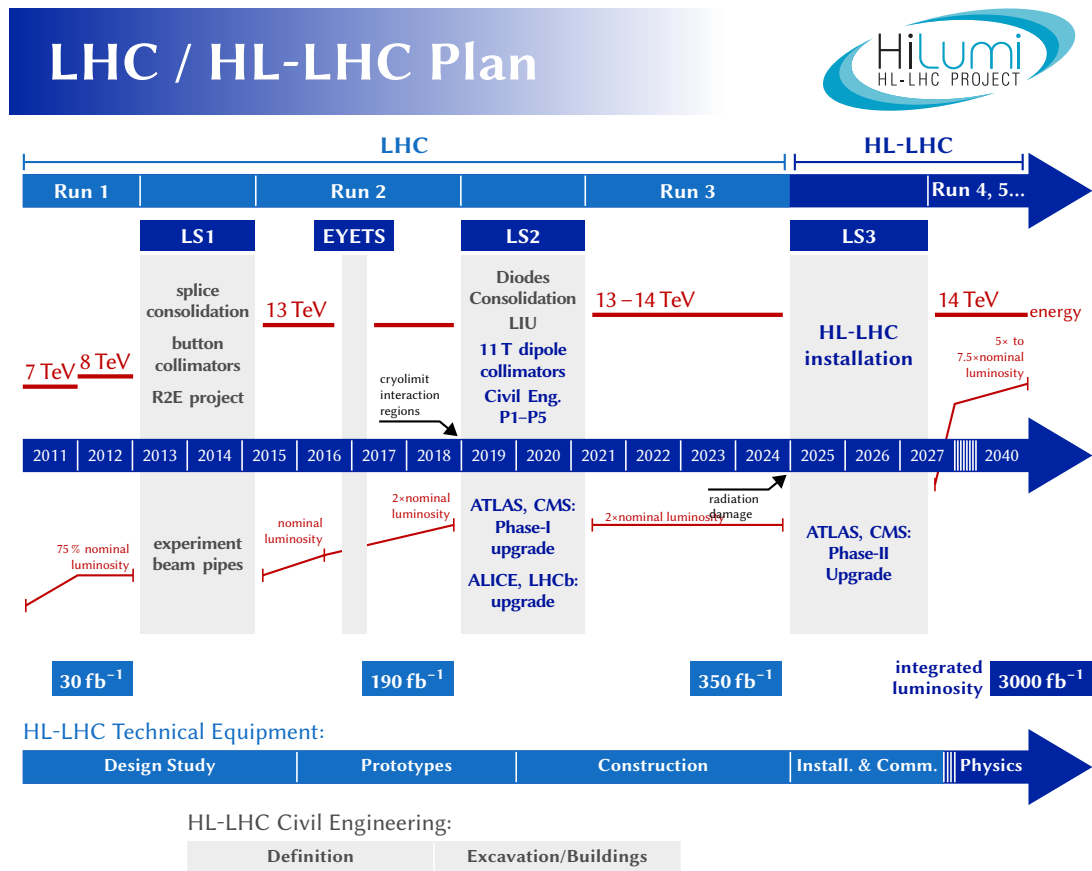 LHC / HL-LHC Plan
HiLumi
HL-LHC PROJECT
LHC
HL-LHC
Run 1
Run 2
Run 3
Run 4, 5...
LS1
EYETS
LS2
LS3
splice
consolidation
button
collimators
R2E project
Diodes
Consolidation
LIU
11 T dipole
collimators
Civil Eng.
P1–P5
HL-LHC
installation
7 TeV
8 TeV
13 TeV
13 – 14 TeV
14 TeV
energy
5× to
7.5×nominal
luminosity
cryolimit
interaction
regions
2011
2012
2013
2014
2015
2016
2017
2018
2019
2020
2021
2022
2023
2024
2025
2026
2027
2040
75 % nominal
luminosity
experiment
beam pipes
nominal
luminosity
2×nominal
luminosity
ATLAS, CMS:
Phase-I
upgrade
ALICE, LHCb:
upgrade
2×nominal luminosity
radiation
damage
ATLAS, CMS:
Phase-II
Upgrade
30 fb⁻¹
190 fb⁻¹
350 fb⁻¹
integrated
luminosity
3000 fb⁻¹
HL-LHC Technical Equipment:
Design Study
Prototypes
Construction
Install. & Comm.
Physics
HL-LHC Civil Engineering:
Definition
Excavation/Buildings